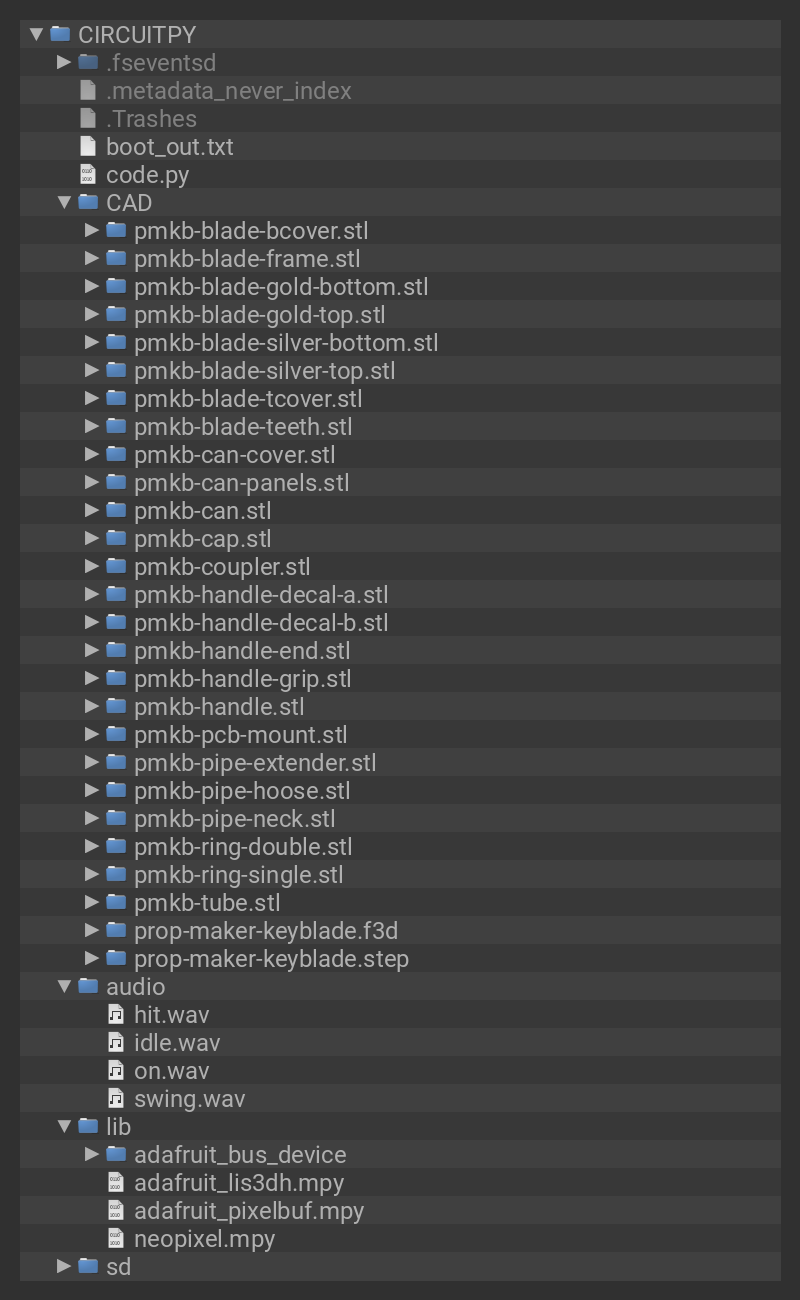 CIRCUITPY
.fseventsd
.metadata_never_index
.Trashes
boot_out.txt
code.py
CAD
pmkb-blade-bcover.stl
pmkb-blade-frame.stl
pmkb-blade-gold-bottom.stl
pmkb-blade-gold-top.stl
pmkb-blade-silver-bottom.stl
pmkb-blade-silver-top.stl
pmkb-blade-tcover.stl
pmkb-blade-teeth.stl
pmkb-can-cover.stl
pmkb-can-panels.stl
pmkb-can.stl
pmkb-cap.stl
pmkb-coupler.stl
pmkb-handle-decal-a.stl
pmkb-handle-decal-b.stl
pmkb-handle-end.stl
pmkb-handle-grip.stl
pmkb-handle.stl
pmkb-pcb-mount.stl
pmkb-pipe-extender.stl
pmkb-pipe-hoose.stl
pmkb-pipe-neck.stl
pmkb-ring-double.stl
pmkb-ring-single.stl
pmkb-tube.stl
prop-maker-keyblade.f3d
prop-maker-keyblade.step
audio
hit.wav
idle.wav
on.wav
swing.wav
lib
adafruit_bus_device
adafruit_lis3dh.mpy
adafruit_pixelbuf.mpy
neopixel.mpy
sd